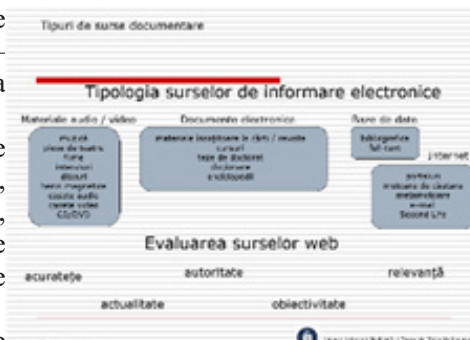 Tipuri de surse documentare
Tipologia surselor de informare electronice
Materiale audio / video
Documente electronice
Baze de date
muzică
piese de teatru
filme
interviuri
discuri
benzi magnetice
casete audio
casete video
CD/DVD
materiale însoțitoare la cărți / reviste
cursuri
teze de doctorat
dicționare
enciclopedii
bibliografice
full-text
Internet
portaluri
motoare de căutare
metamotoare
e-mail
Second Life
Evaluarea surselor web
acuratețe
autoritate
relevanță
actualitate
obiectivitate